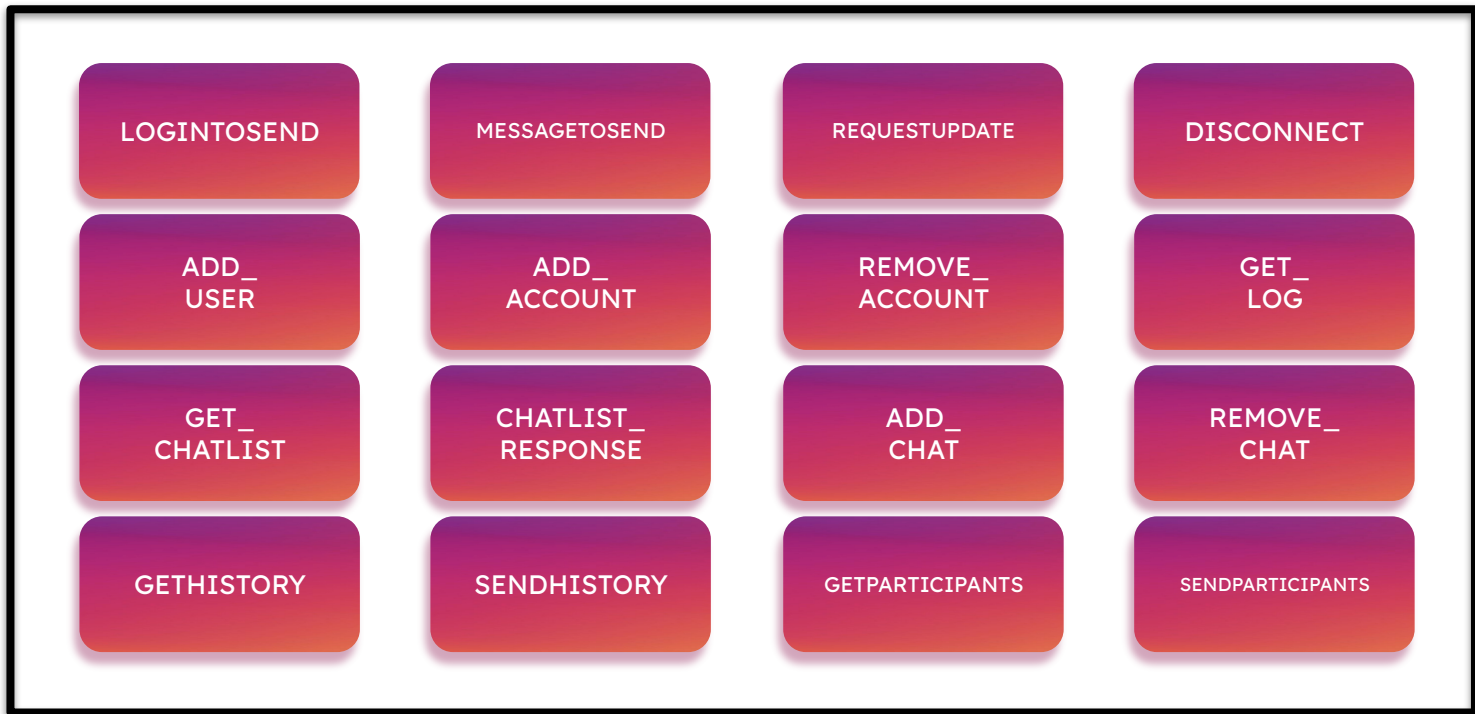 LOGINTOSEND
MESSAGETOSEND
REQUESTUPDATE
DISCONNECT
ADD_
USER
ADD_
ACCOUNT
REMOVE_
ACCOUNT
GET_
LOG
GET_
CHATLIST
CHATLIST_
RESPONSE
ADD_
CHAT
REMOVE_
CHAT
GETHISTORY
SENDHISTORY
GETPARTICIPANTS
SENDPARTICIPANTS